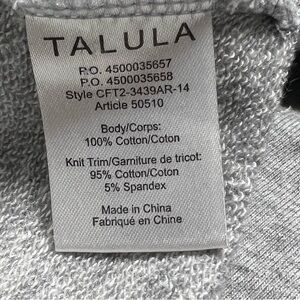 TALULA
P.O. 4500035657
P.O. 4500035658
Style CFT2-3439AR-14
Article 50510
Body/Corps:
100% Cotton/Coton
Knit Trim/Garniture de tricot:
95% Cotton/Coton
5% Spandex
Made in China
Fabriqué en Chine